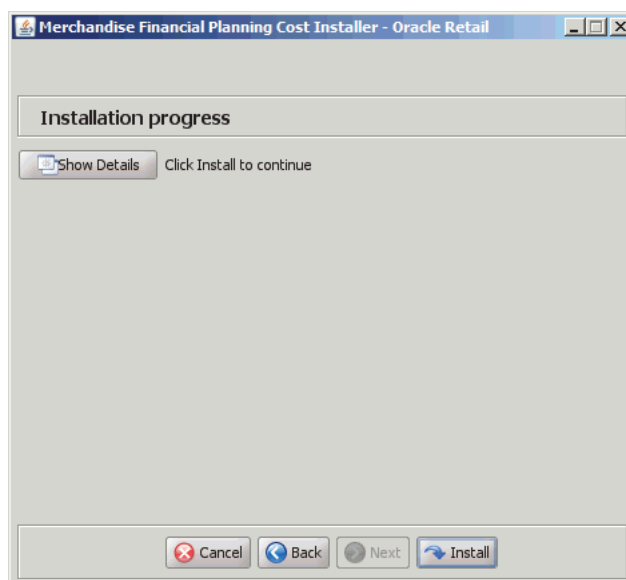 Merchandise Financial Planning Cost Installer - Oracle Retail
Installation progress
Show Details Click Install to continue
Cancel Back Next Install